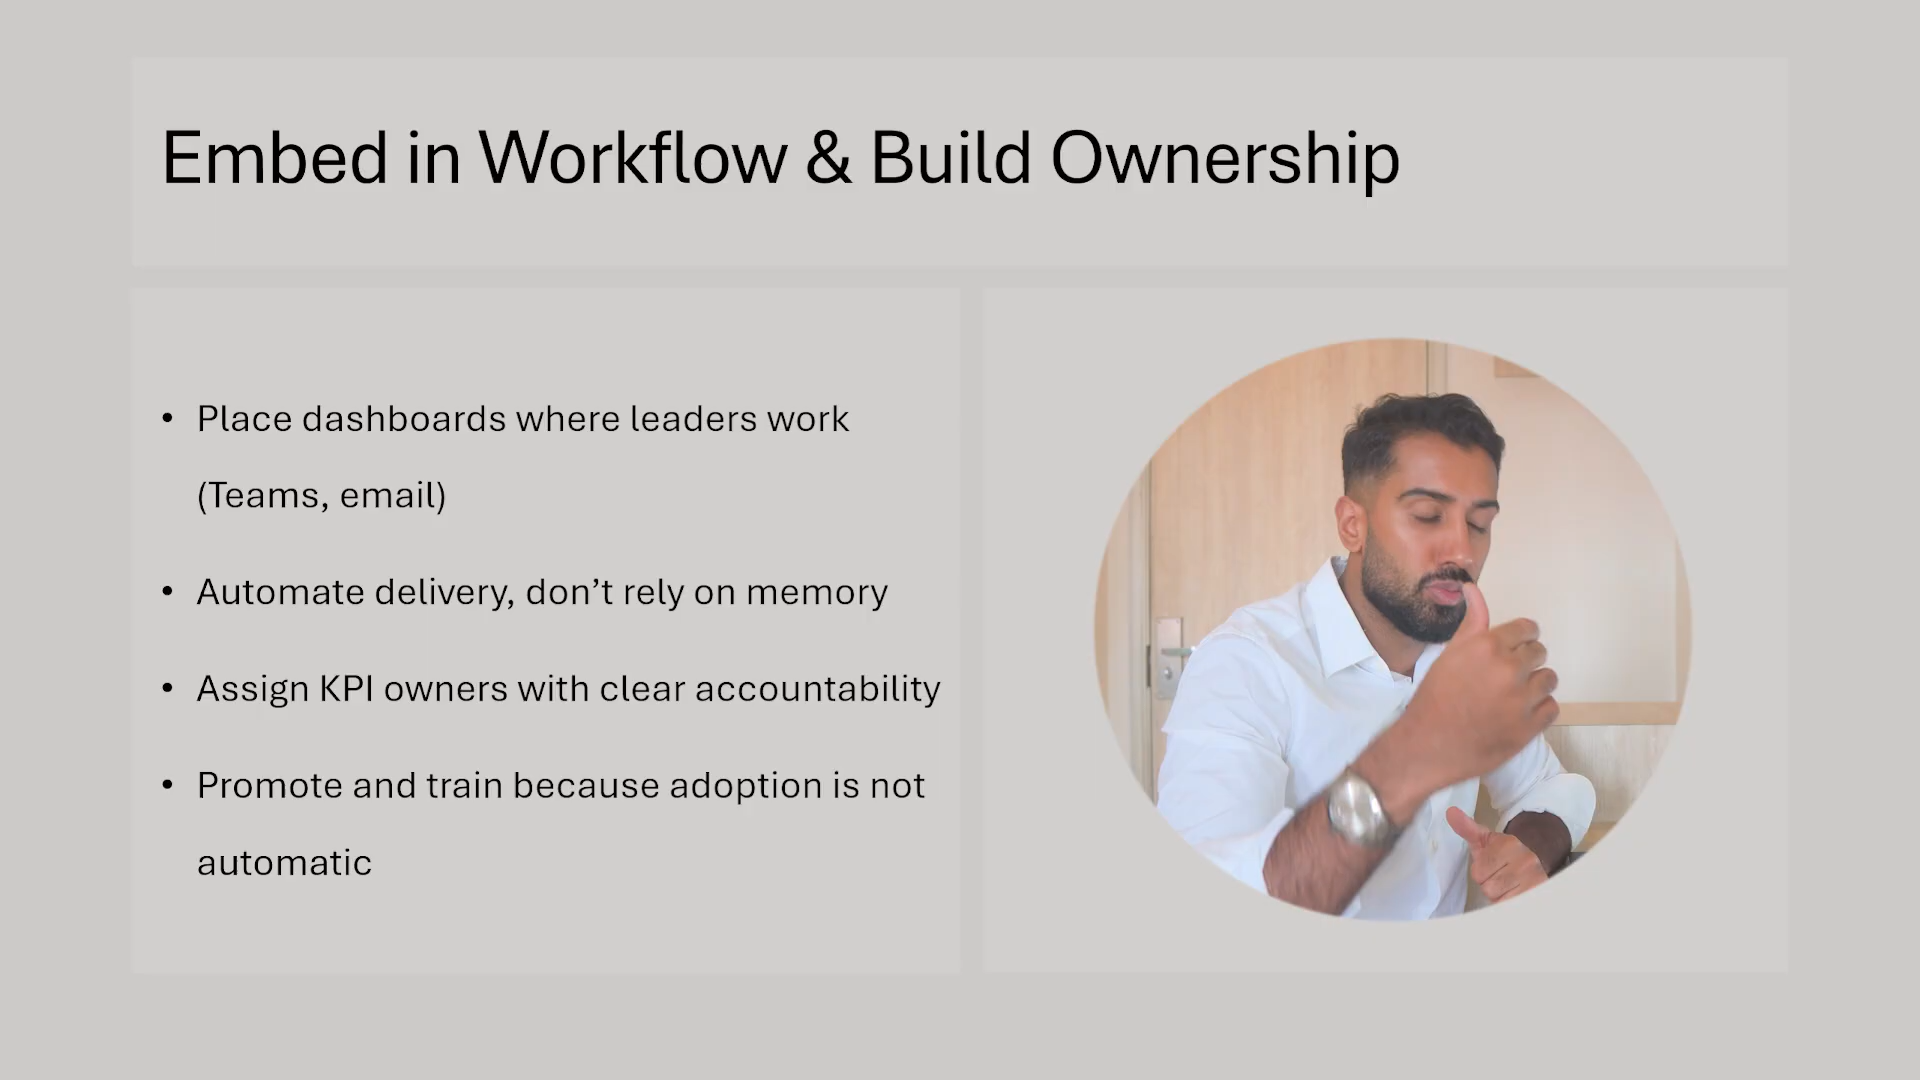 Embed in Workflow & Build Ownership
• Place dashboards where leaders work
(Teams, email)
• Automate delivery, don’t rely on memory
• Assign KPI owners with clear accountability
• Promote and train because adoption is not
automatic